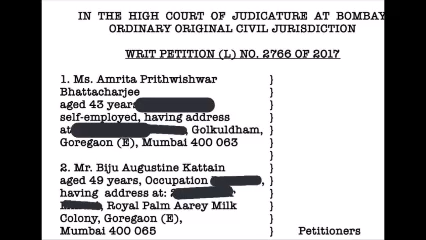 IN THE HIGH COURT OF JUDICATURE AT BOMBAY
ORDINARY ORIGINAL CIVIL JURISDICTION
WRIT PETITION (L) NO. 2766 OF 2017
1. Ms. Amrita Prithwishwar }
Bhattacharjee }
aged 43 years }
self-employed, having address }
at , Golkuldham, }
Goregaon (E), Mumbai 400 063 }
}
2. Mr. Biju Augustine Kattain }
aged 49 years, Occupation , }
having address at: }
, Royal Palm Aarey Milk }
Colony, Goregaon (E), }
Mumbai 400 065 } Petitioners